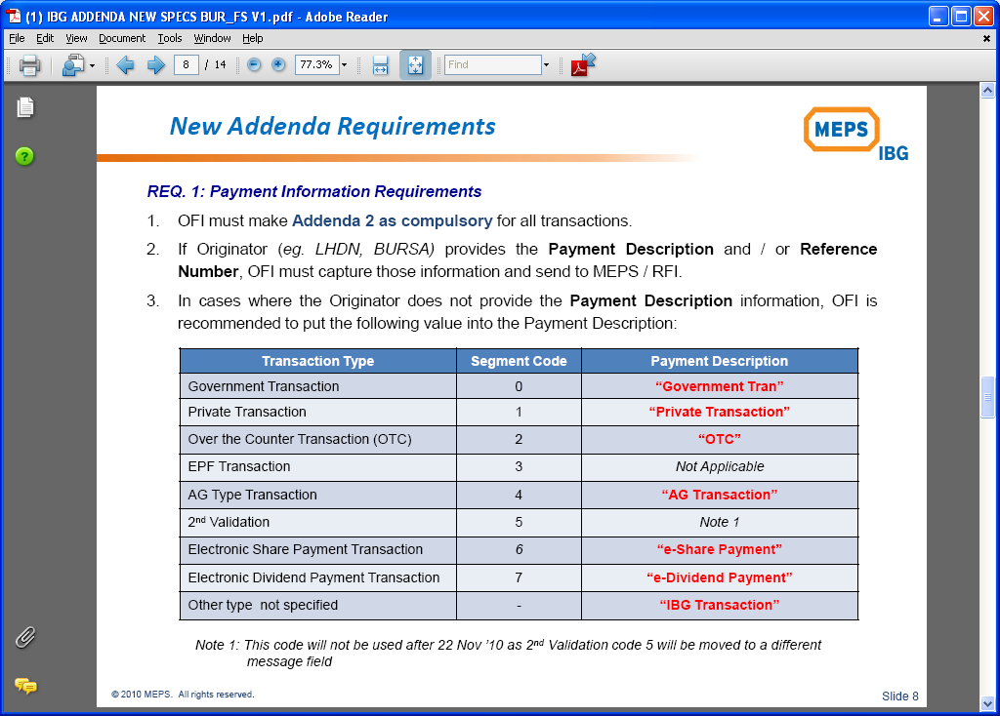 (1) IBG ADDENDA NEW SPECS BUR_FS V1.pdf - Adobe Reader
File Edit View Document Tools Window Help
8 / 14 77.3% Find
New Addenda Requirements
MEPS
IBG
REQ. 1: Payment Information Requirements
1. OFI must make Addenda 2 as compulsory for all transactions.
2. If Originator (eg. LHDN, BURSA) provides the Payment Description and / or Reference
Number, OFI must capture those information and send to MEPS / RFI.
3. In cases where the Originator does not provide the Payment Description information, OFI is
recommended to put the following value into the Payment Description:
Transaction Type Segment Code Payment Description
Government Transaction 0 “Government Tran”
Private Transaction 1 “Private Transaction”
Over the Counter Transaction (OTC) 2 “OTC”
EPF Transaction 3 Not Applicable
AG Type Transaction 4 “AG Transaction”
2nd Validation 5 Note 1
Electronic Share Payment Transaction 6 “e-Share Payment”
Electronic Dividend Payment Transaction 7 “e-Dividend Payment”
Other type not specified - “IBG Transaction”
Note 1: This code will not be used after 22 Nov ’10 as 2nd Validation code 5 will be moved to a different
message field
© 2010 MEPS. All rights reserved.
Slide 8